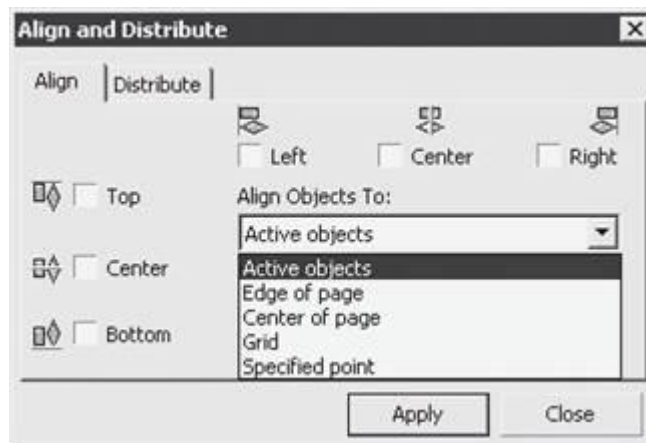 Align and Distribute
Align
Distribute
Left
Center
Right
Top
Align Objects To:
Active objects
Center
Active objects
Edge of page
Center of page
Grid
Specified point
Bottom
Apply
Close